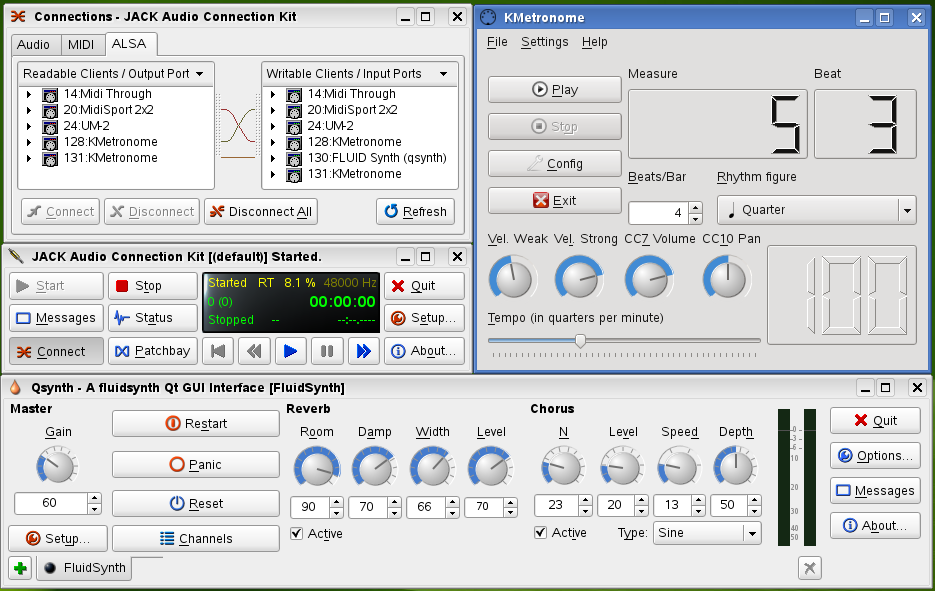 Connections - JACK Audio Connection Kit
Audio MIDI ALSA
Readable Clients / Output Port
14:Midi Through
20:MidiSport 2x2
24:UM-2
128:KMetronome
131:KMetronome
Writable Clients / Input Ports
14:Midi Through
20:MidiSport 2x2
24:UM-2
128:KMetronome
130:FLUID Synth (qsynth)
131:KMetronome
Connect Disconnect Disconnect All Refresh
JACK Audio Connection Kit [(default)] Started.
Start Stop
Messages Status
Connect Patchbay
Started RT 8.1 % 48000 Hz
0 (0) 00:00:00
Stopped -- --:--.----
Quit
Setup...
About...
KMetronome
File Settings Help
Play
Stop
Config
Exit
Measure Beat
5 3
Beats/Bar Rhythm figure
4 Quarter
Vel. Weak Vel. Strong CC7 Volume CC10 Pan
Tempo (in quarters per minute)
100
Qsynth - A fluidsynth Qt GUI Interface [FluidSynth]
Master
Gain
60
Setup...
Restart
Panic
Reset
Channels
Reverb
Room Damp Width Level
90 70 66 70
Active
Chorus
N Level Speed Depth
23 20 13 50
Active Type: Sine
0
3
6
10
20
30
40
50
Quit
Options...
Messages
About...
FluidSynth